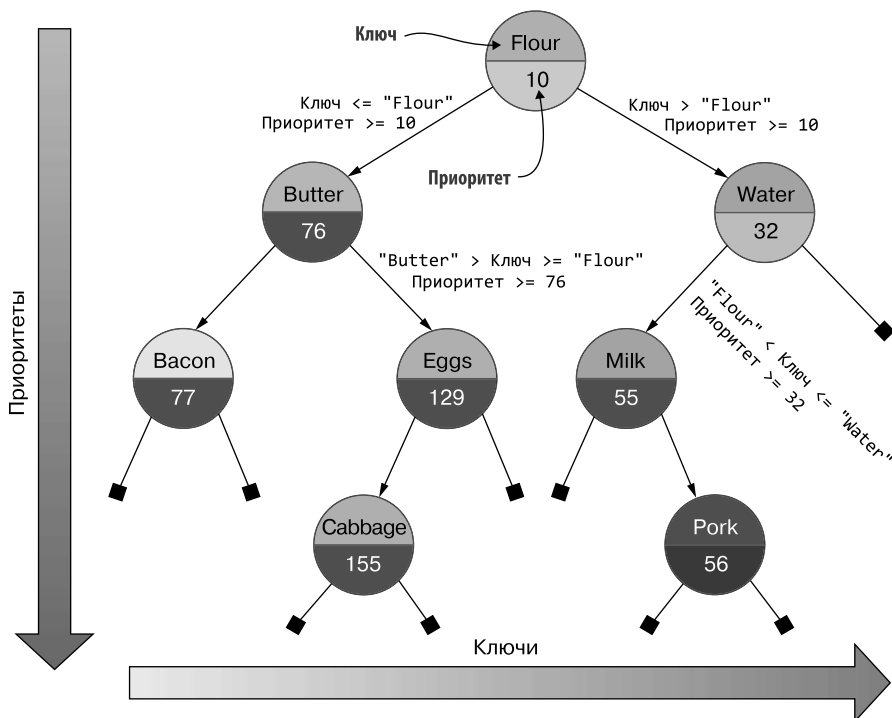 Ключ
Flour
10
Ключ <= "Flour"
Приоритет >= 10
Ключ > "Flour"
Приоритет >= 10
Приоритет
Butter
76
Water
32
"Butter" > Ключ >= "Flour"
Приоритет >= 76
"Flour" < Ключ <= "Water"
Приоритет >= 32
Приоритеты
Bacon
77
Eggs
129
Milk
55
Cabbage
155
Pork
56
Ключи